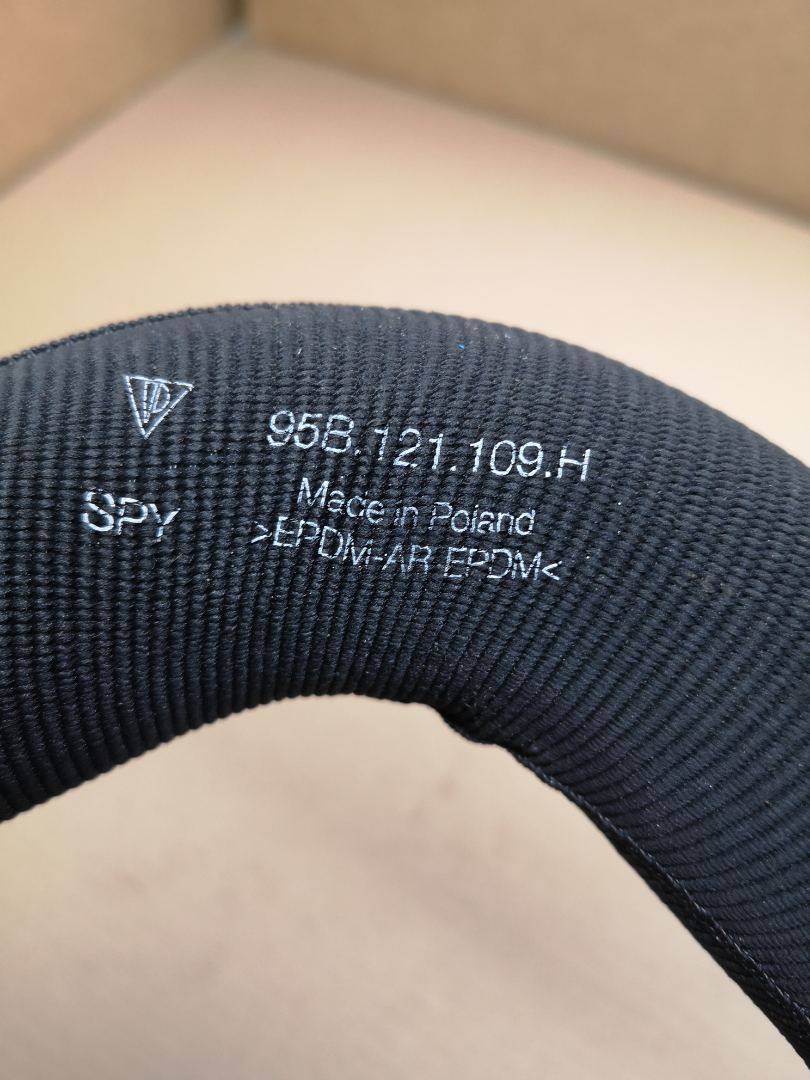 95B.121.109.H
SPY
Made in Poland
>EPDM-AR EPDM<